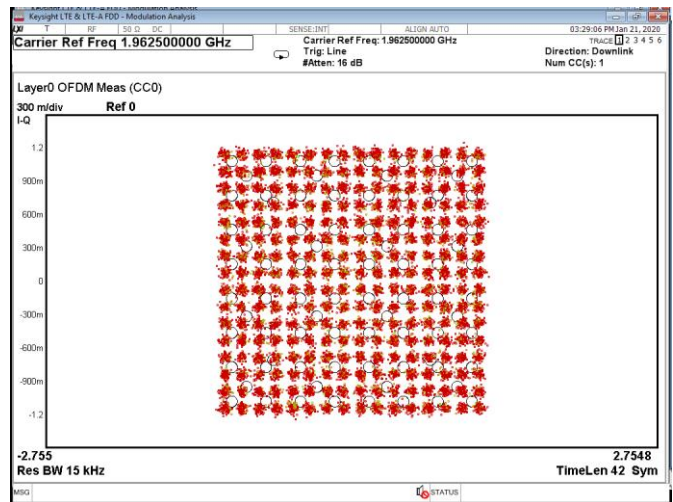 Keysight LTE & LTE-A FDD - Modulation Analysis
LXI T RF 50 Ω DC SENSE:INT ALIGN AUTO 03:29:06 PM Jan 21, 2020
Carrier Ref Freq 1.962500000 GHz Carrier Ref Freq: 1.962500000 GHz TRACE 1 2 3 4 5 6
Trig: Line Direction: Downlink
#Atten: 16 dB Num CC(s): 1
Layer0 OFDM Meas (CC0)
300 m/div Ref 0
I-Q
1.2
900m
600m
300m
0
-300m
-600m
-900m
-1.2
-2.755 2.7548
Res BW 15 kHz TimeLen 42 Sym
MSG STATUS